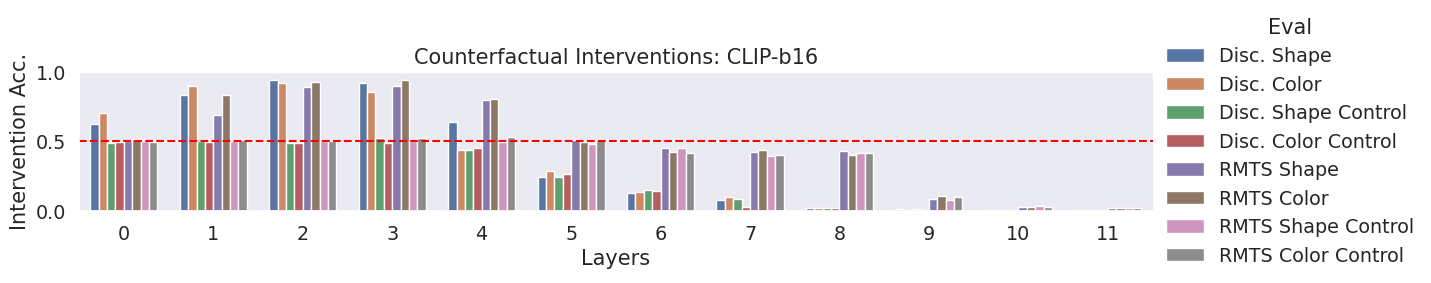 Counterfactual Interventions: CLIP-b16
Intervention Acc.
1.0
0.5
0.0
0 1 2 3 4 5 6 7 8 9 10 11
Layers
Eval
Disc. Shape
Disc. Color
Disc. Shape Control
Disc. Color Control
RMTS Shape
RMTS Color
RMTS Shape Control
RMTS Color Control